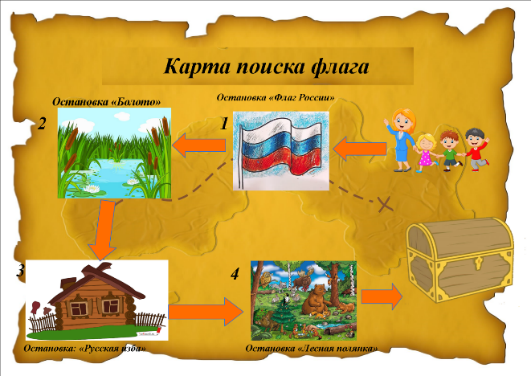 Карта поиска флага
Остановка «Флаг России»
1
Остановка «Болото»
2
3
Остановка: «Русская изба»
4
Остановка «Лесная полянка»